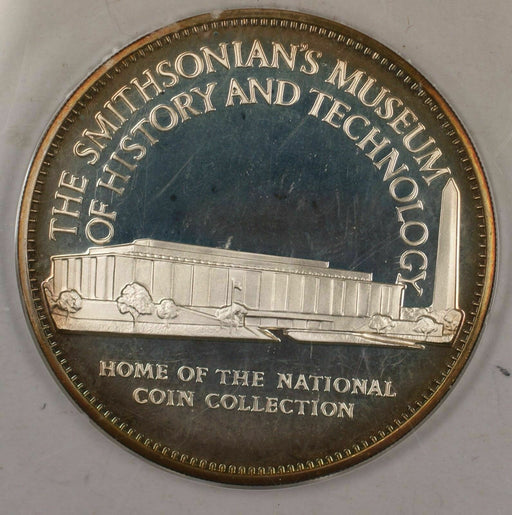 THE SMITHSONIAN'S MUSEUM
OF HISTORY AND TECHNOLOGY
HOME OF THE NATIONAL
COIN COLLECTION